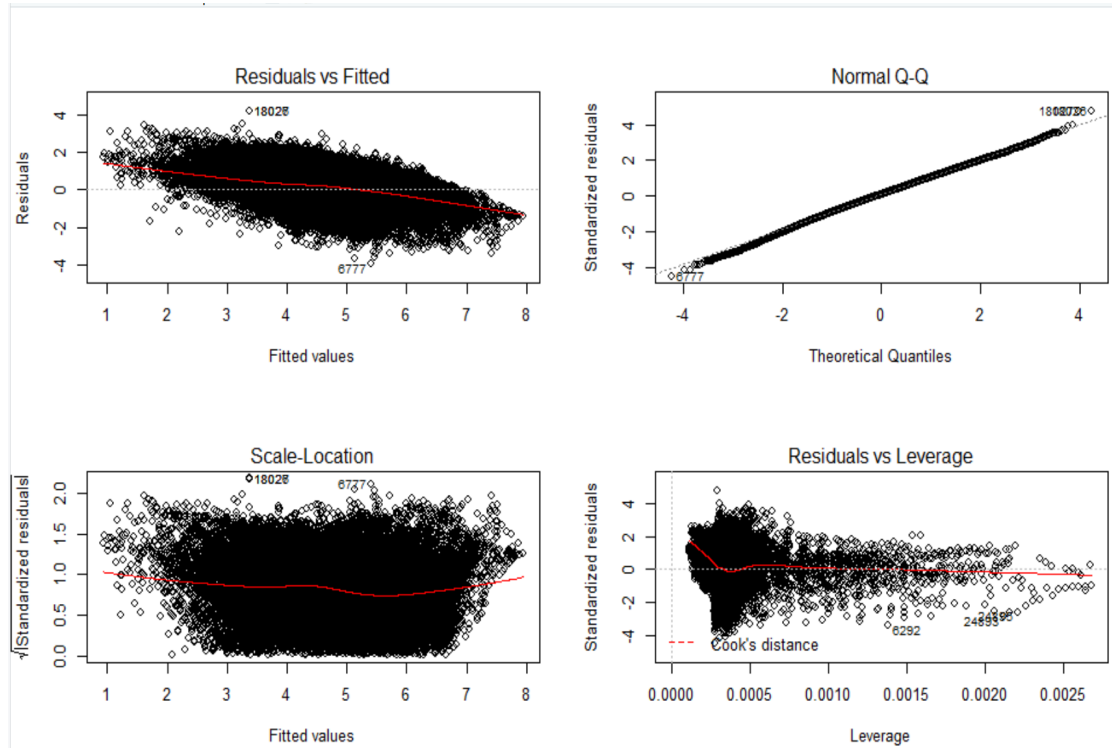 Residuals vs Fitted
Residuals
4
2
0
-2
-4
18026
6777
1 2 3 4 5 6 7 8
Fitted values
Normal Q-Q
Standardized residuals
4
2
0
-2
-4
6777
-4 -2 0 2 4
Theoretical Quantiles
Scale-Location
√|Standardized residuals|
2.0
1.5
1.0
0.5
0.0
6777
1 2 3 4 5 6 7 8
Fitted values
Residuals vs Leverage
Standardized residuals
4
2
0
-2
-4
24893
6292
Cook's distance
0.0000 0.0005 0.0010 0.0015 0.0020 0.0025
Leverage